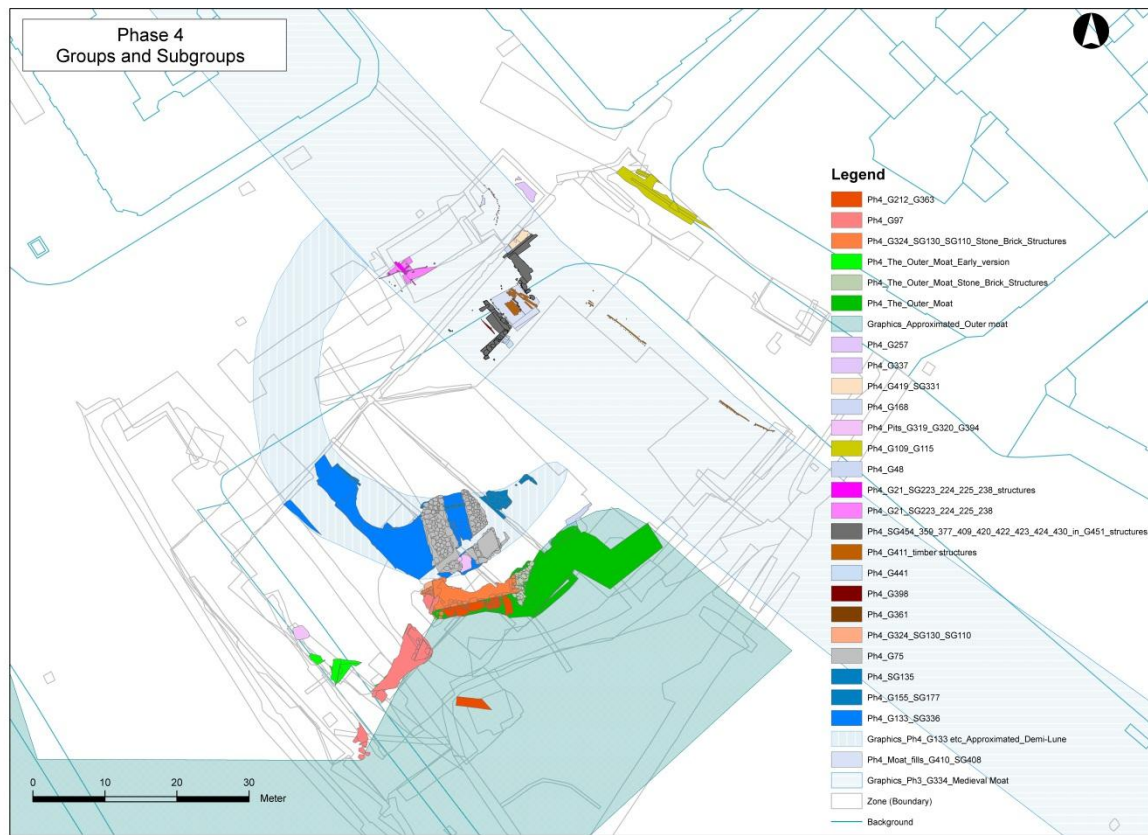 Phase 4
Groups and Subgroups
Legend
Ph4_G212_G363
Ph4_G97
Ph4_G324_SG130_SG110_Stone_Brick_Structures
Ph4_The_Outer_Moat_Early_version
Ph4_The_Outer_Moat_Stone_Brick_Structures
Ph4_The_Outer_Moat
Graphics_Approximated_Outer moat
Ph4_G257
Ph4_G337
Ph4_G419_SG331
Ph4_G168
Ph4_Pits_G319_G320_G394
Ph4_G109_G115
Ph4_G48
Ph4_G21_SG223_224_225_238_structures
Ph4_G21_SG223_224_225_238
Ph4_SG454_359_377_409_420_422_423_424_430_in_G451_structures
Ph4_G411_timber structures
Ph4_G441
Ph4_G398
Ph4_G361
Ph4_G324_SG130_SG110
Ph4_G75
Ph4_SG135
Ph4_G155_SG177
Ph4_G133_SG336
Graphics_Ph4_G133 etc_Approximated_Demi-Lune
Ph4_Moat_fills_G410_SG408
Graphics_Ph3_G334_Medieval Moat
Zone (Boundary)
Background
0 10 20 30
Meter